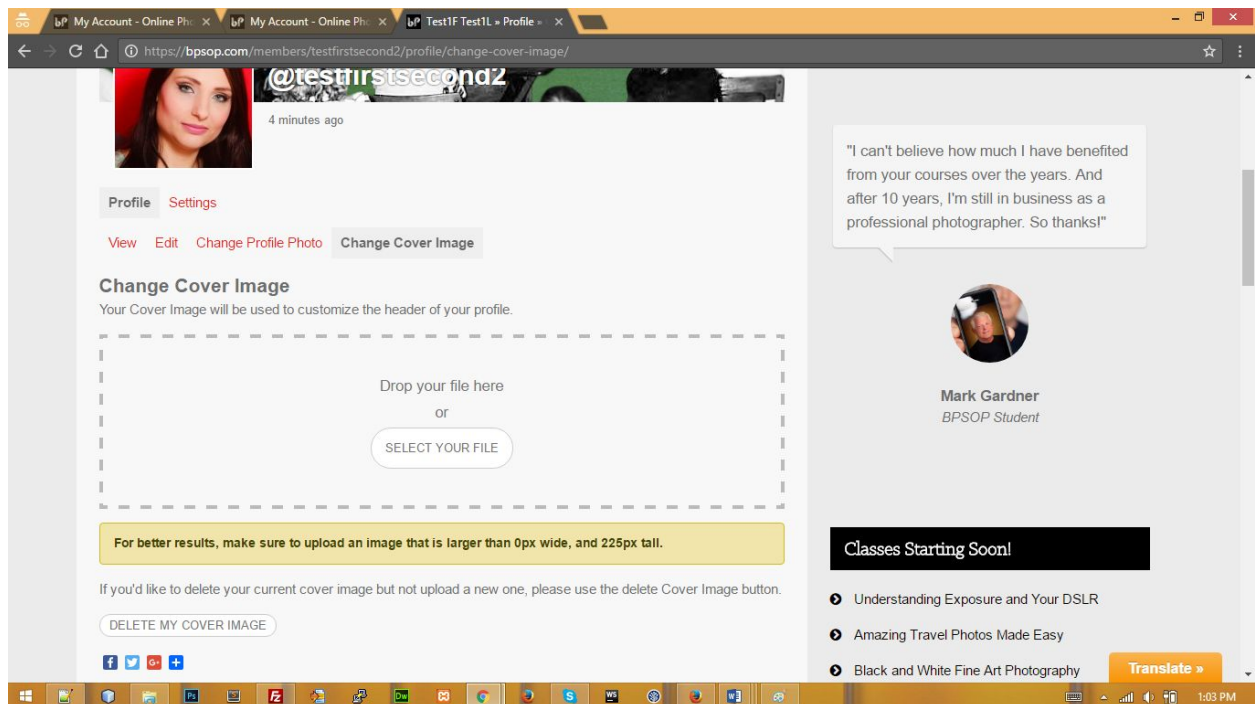 My Account - Online Pho
My Account - Online Pho
Test1F Test1L » Profile »
https://bpsop.com/members/testfirstsecond2/profile/change-cover-image/
@testfirstsecond2
4 minutes ago
Profile Settings
View Edit Change Profile Photo Change Cover Image
Change Cover Image
Your Cover Image will be used to customize the header of your profile.
Drop your file here
or
SELECT YOUR FILE
For better results, make sure to upload an image that is larger than 0px wide, and 225px tall.
If you'd like to delete your current cover image but not upload a new one, please use the delete Cover Image button.
DELETE MY COVER IMAGE
"I can't believe how much I have benefited
from your courses over the years. And
after 10 years, I'm still in business as a
professional photographer. So thanks!"
Mark Gardner
BPSOP Student
Classes Starting Soon!
Understanding Exposure and Your DSLR
Amazing Travel Photos Made Easy
Black and White Fine Art Photography
Translate »
1:03 PM